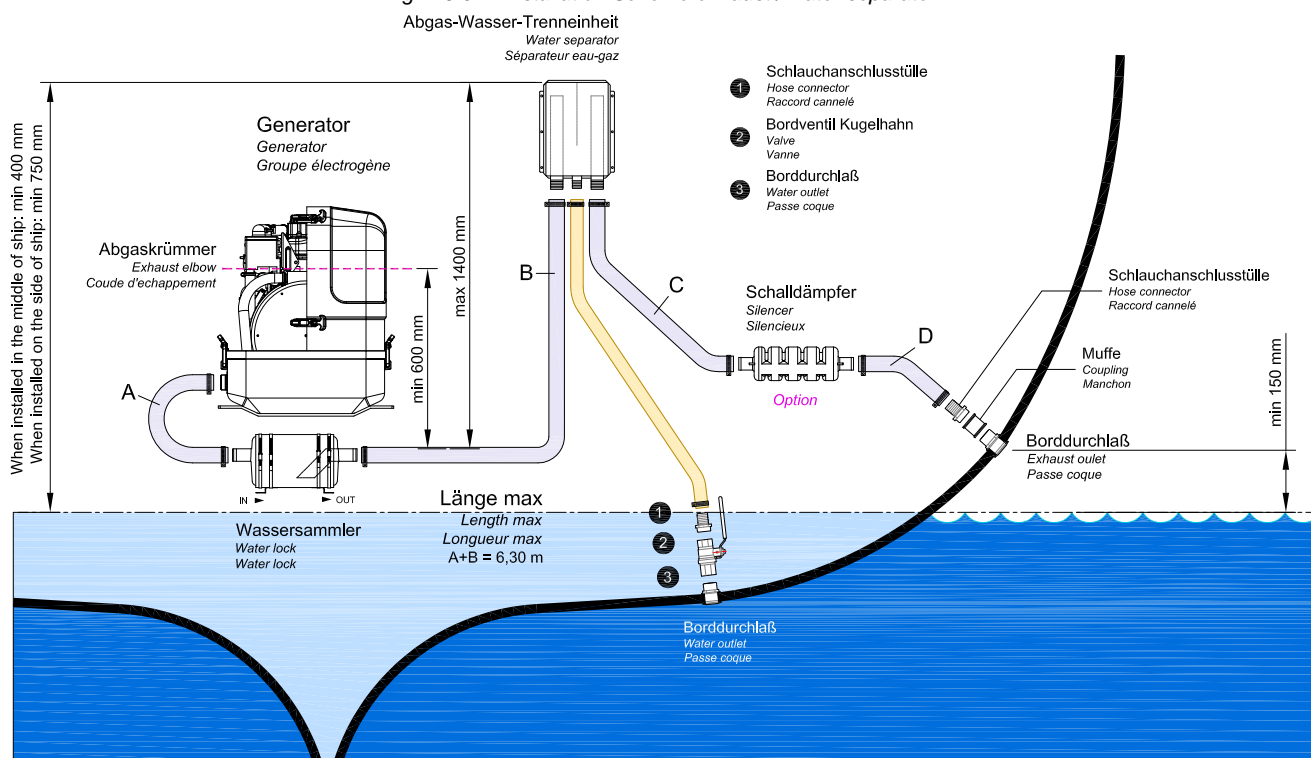 Abgas-Wasser-Trenneinheit
Water separator
Séparateur eau-gaz
When installed in the middle of ship: min 400 mm
When installed on the side of ship: min 750 mm
Generator
Generator
Groupe électrogène
Abgaskrümmer
Exhaust elbow
Coude d'echappement
max 1400 mm
min 600 mm
A
B
C
D
1
Schlauchanschlusstülle
Hose connector
Raccord cannelé
2
Bordventil Kugelhahn
Valve
Vanne
3
Borddurchlaß
Water outlet
Passe coque
Schalldämpfer
Silencer
Silencieux
Option
Schlauchanschlusstülle
Hose connector
Raccord cannelé
Muffe
Coupling
Manchon
min 150 mm
Borddurchlaß
Exhaust oulet
Passe coque
IN
OUT
Wassersammler
Water lock
Water lock
Länge max
Length max
Longueur max
A+B = 6,30 m
1
2
3
Borddurchlaß
Water outlet
Passe coque